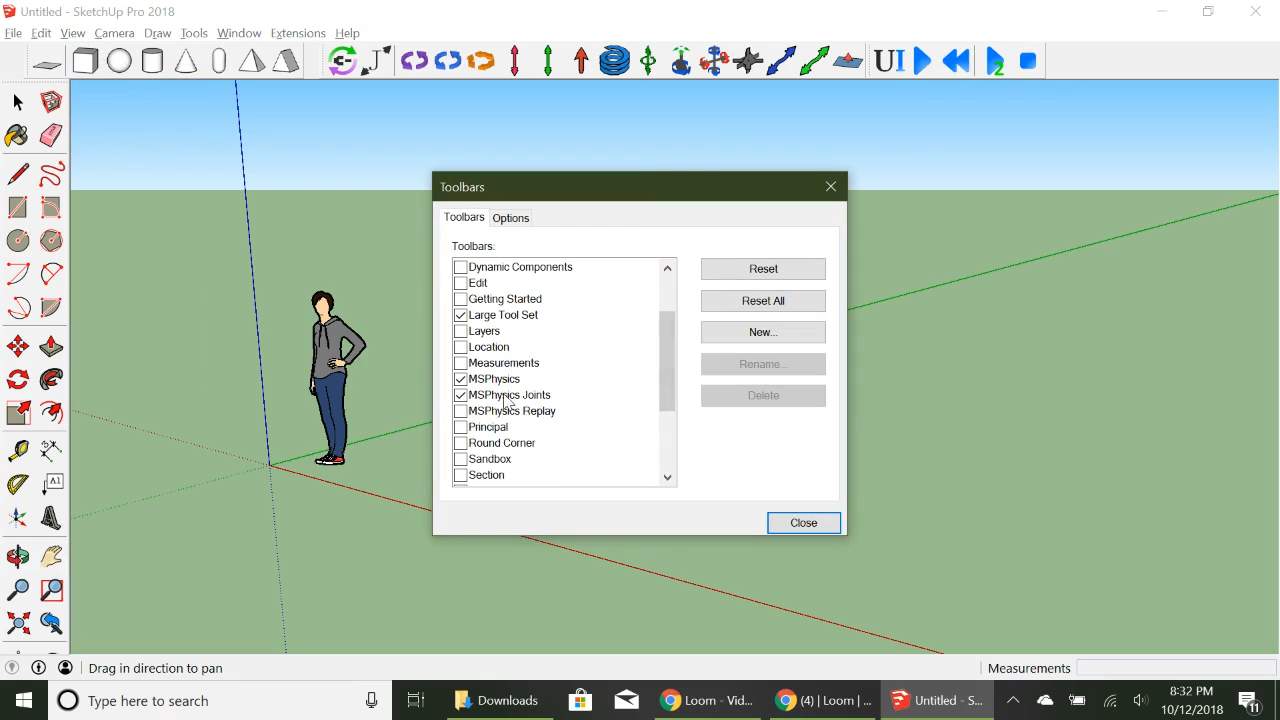 Untitled - SketchUp Pro 2018
File Edit View Camera Draw Tools Window Extensions Help
UI 2
Toolbars
Toolbars Options
Toolbars:
Dynamic Components
Edit
Getting Started
Large Tool Set
Layers
Location
Measurements
MSPhysics
MSPhysics Joints
MSPhysics Replay
Principal
Round Corner
Sandbox
Section
Reset
Reset All
New...
Rename...
Delete
Close
Drag in direction to pan
Measurements
Type here to search
Downloads
Loom - Vid...
(4) | Loom | ...
Untitled - S...
8:32 PM
10/12/2018
11